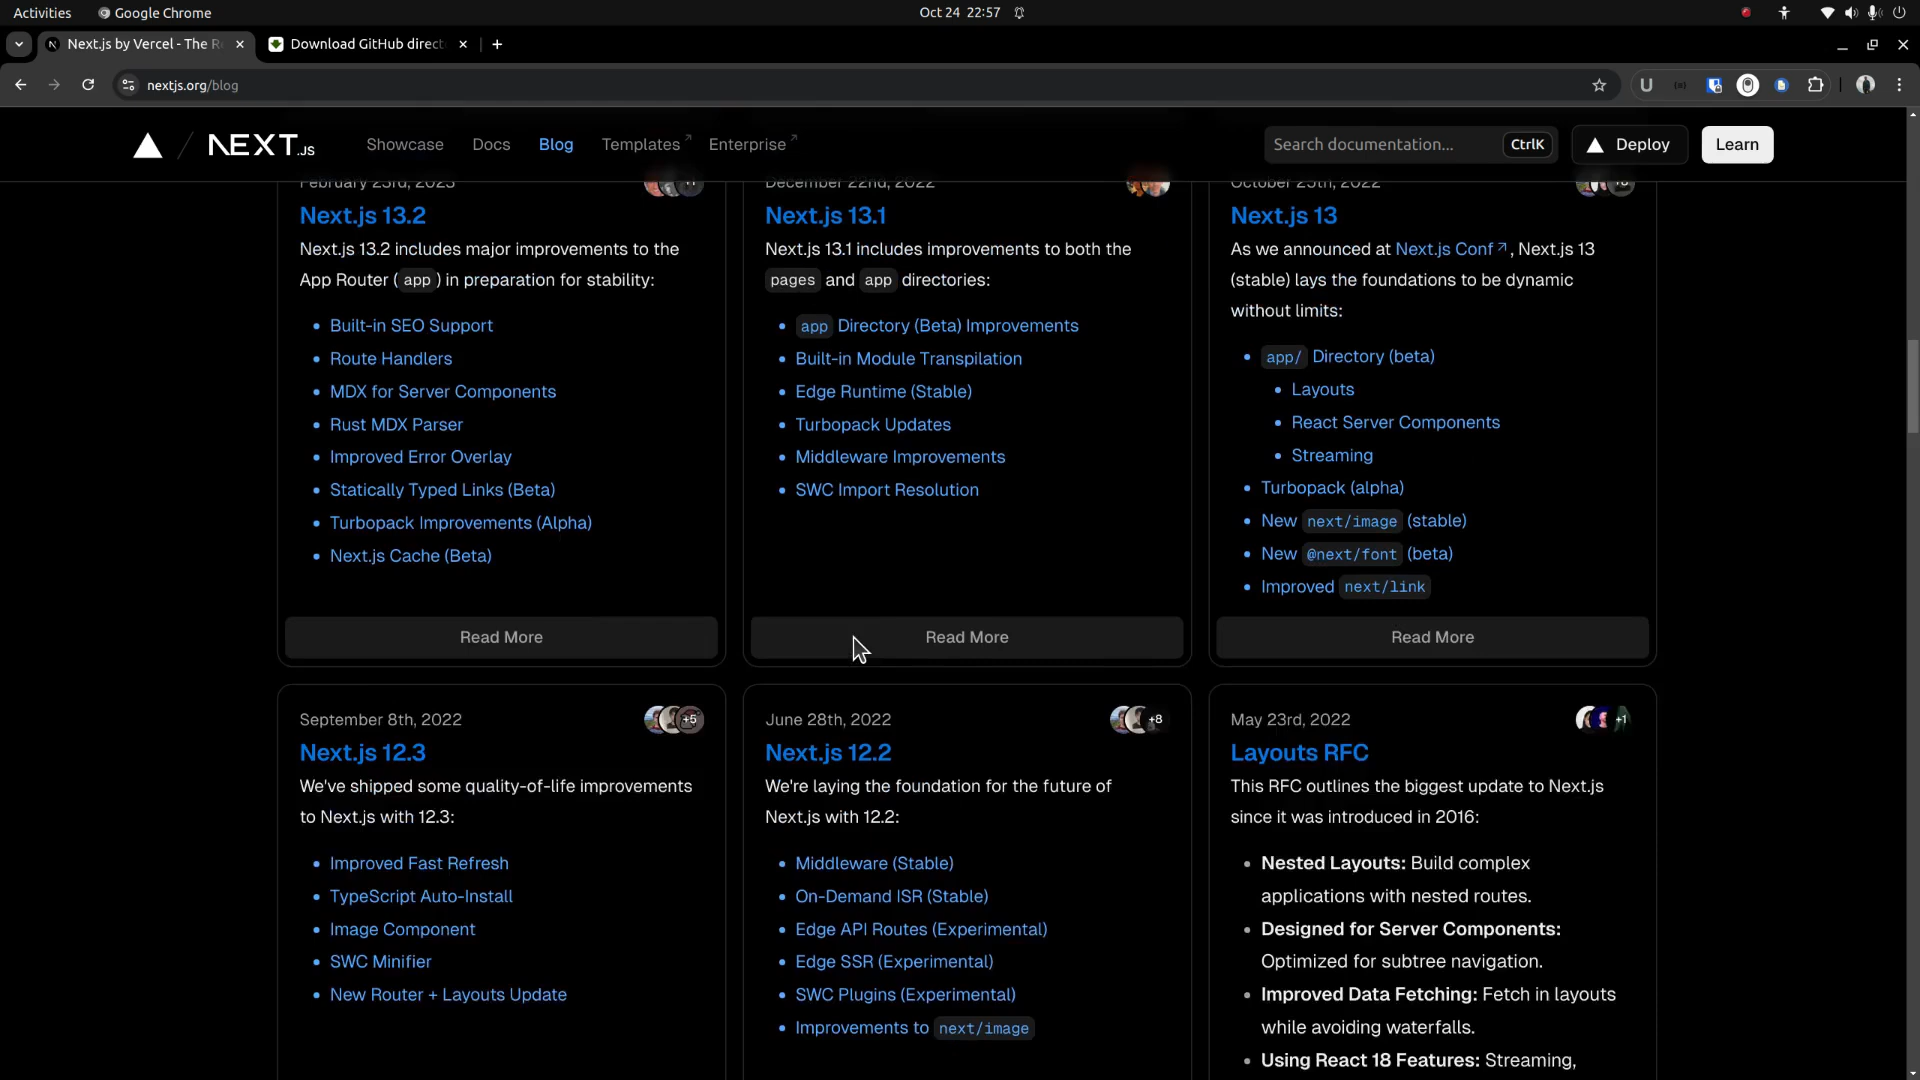 Activities
Google Chrome
Oct 24 22:57
Next.js by Vercel - The R
Download GitHub direct
nextjs.org/blog
NEXT.JS
Showcase
Docs
Blog
Templates
Enterprise
Search documentation...
CtrlK
Deploy
Learn
February 23rd, 2023
+1
Next.js 13.2
Next.js 13.2 includes major improvements to the
App Router ( app ) in preparation for stability:
Built-in SEO Support
Route Handlers
MDX for Server Components
Rust MDX Parser
Improved Error Overlay
Statically Typed Links (Beta)
Turbopack Improvements (Alpha)
Next.js Cache (Beta)
Read More
December 22nd, 2022
Next.js 13.1
Next.js 13.1 includes improvements to both the
pages and app directories:
app Directory (Beta) Improvements
Built-in Module Transpilation
Edge Runtime (Stable)
Turbopack Updates
Middleware Improvements
SWC Import Resolution
Read More
October 25th, 2022
Next.js 13
As we announced at Next.js Conf , Next.js 13
(stable) lays the foundations to be dynamic
without limits:
app/ Directory (beta)
Layouts
React Server Components
Streaming
Turbopack (alpha)
New next/image (stable)
New @next/font (beta)
Improved next/link
Read More
September 8th, 2022
+5
Next.js 12.3
We've shipped some quality-of-life improvements
to Next.js with 12.3:
Improved Fast Refresh
TypeScript Auto-Install
Image Component
SWC Minifier
New Router + Layouts Update
June 28th, 2022
+8
Next.js 12.2
We're laying the foundation for the future of
Next.js with 12.2:
Middleware (Stable)
On-Demand ISR (Stable)
Edge API Routes (Experimental)
Edge SSR (Experimental)
SWC Plugins (Experimental)
Improvements to next/image
May 23rd, 2022
+1
Layouts RFC
This RFC outlines the biggest update to Next.js
since it was introduced in 2016:
Nested Layouts: Build complex
applications with nested routes.
Designed for Server Components:
Optimized for subtree navigation.
Improved Data Fetching: Fetch in layouts
while avoiding waterfalls.
Using React 18 Features: Streaming,